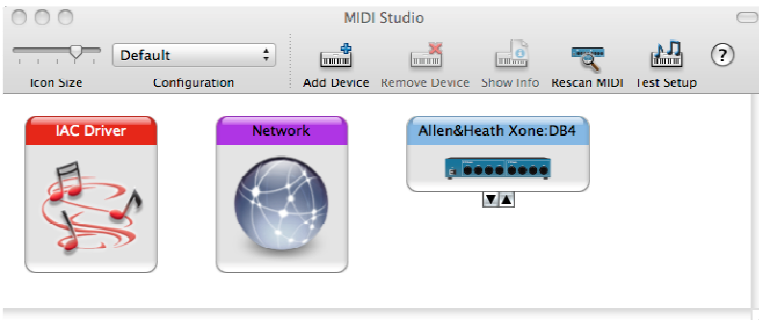 MIDI Studio
Default
?
Icon Size Configuration Add Device Remove Device Show Info Rescan MIDI Test Setup
IAC Driver Network Allen&Heath Xone:DB4